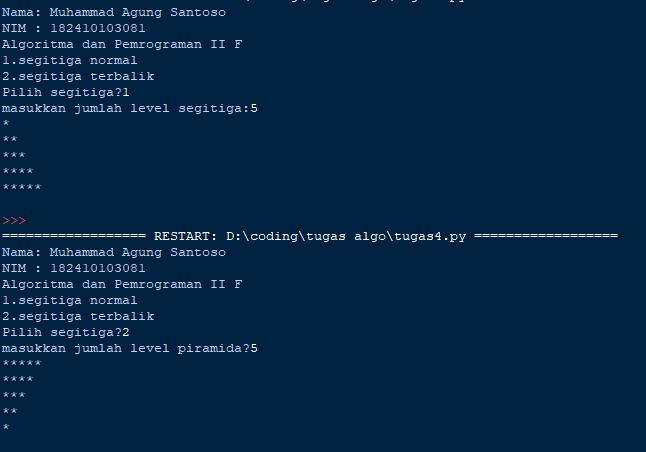 Nama: Muhammad Agung Santoso
NIM : 182410103081
Algoritma dan Pemrograman II F
1.segitiga normal
2.segitiga terbalik
Pilih segitiga?1
masukkan jumlah level segitiga:5
*
**
***
****
*****
>>>
================== RESTART: D:\coding\tugas algo\tugas4.py ==================
Nama: Muhammad Agung Santoso
NIM : 182410103081
Algoritma dan Pemrograman II F
1.segitiga normal
2.segitiga terbalik
Pilih segitiga?2
masukkan jumlah level piramida?5
*****
****
***
**
*